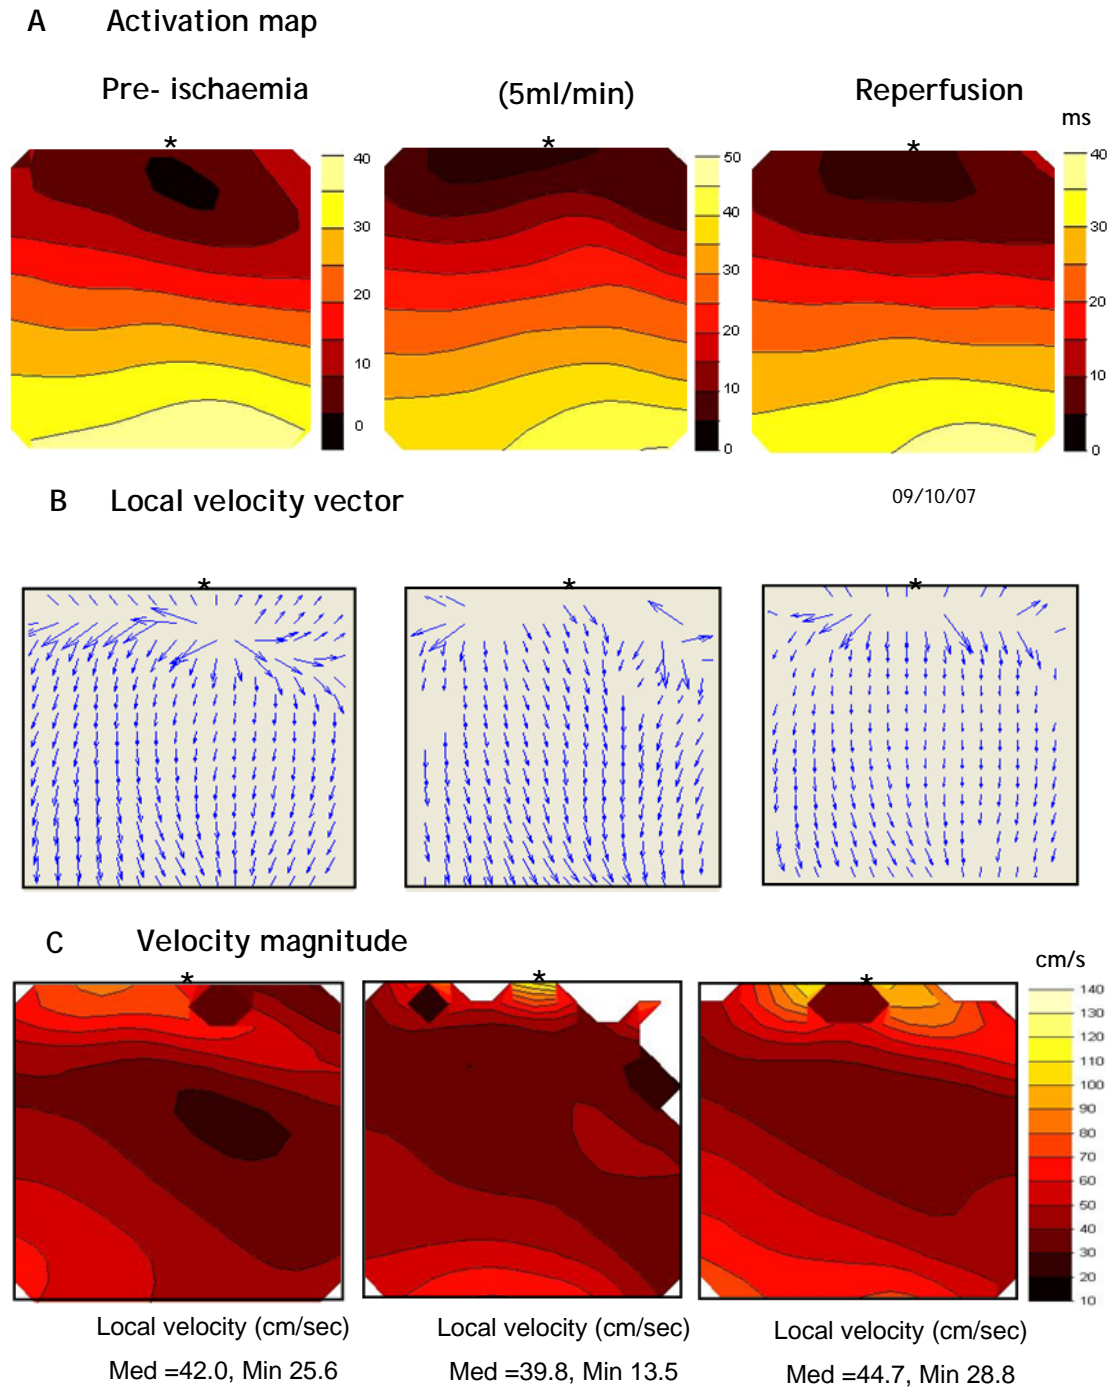 A Activation map
Pre- ischaemia (5ml/min) Reperfusion
ms
* * *
40 50 40
30 40 30
20 30 20
10 20 10
0 10 0
0
B Local velocity vector
09/10/07
* * *
C Velocity magnitude
cm/s
* * *
140
130
120
110
100
90
80
70
60
50
40
30
20
10
Local velocity (cm/sec) Local velocity (cm/sec) Local velocity (cm/sec)
Med =42.0, Min 25.6 Med =39.8, Min 13.5 Med =44.7, Min 28.8